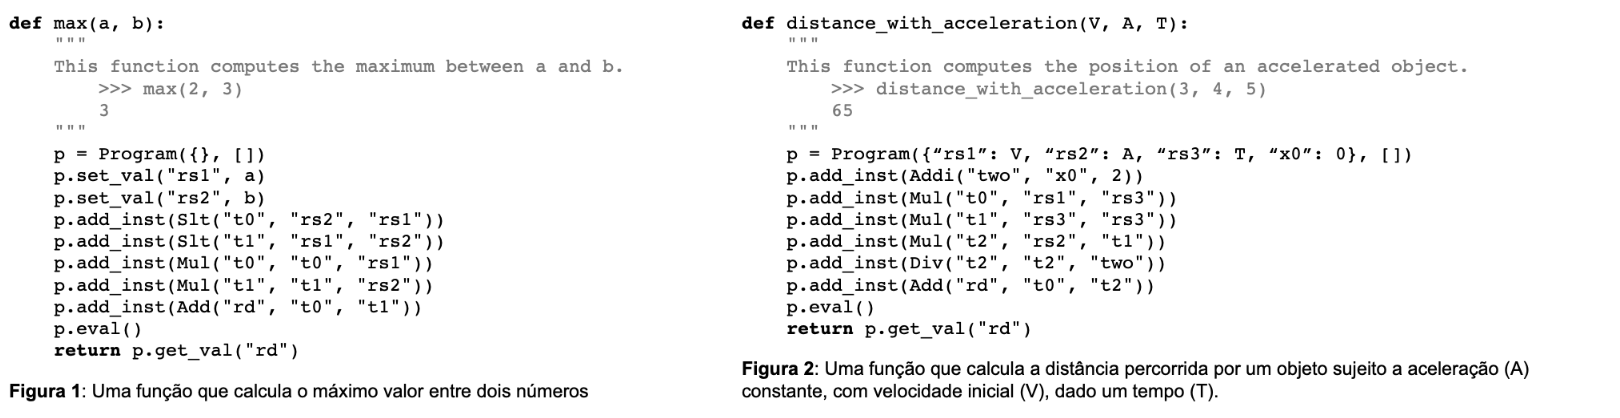 def max(a, b):
    """
    This function computes the maximum between a and b.
        >>> max(2, 3)
        3
    """
    p = Program({}, [])
    p.set_val("rs1", a)
    p.set_val("rs2", b)
    p.add_inst(Slt("t0", "rs2", "rs1"))
    p.add_inst(Slt("t1", "rs1", "rs2"))
    p.add_inst(Mul("t0", "t0", "rs1"))
    p.add_inst(Mul("t1", "t1", "rs2"))
    p.add_inst(Add("rd", "t0", "t1"))
    p.eval()
    return p.get_val("rd")
Figura 1: Uma função que calcula o máximo valor entre dois números
def distance_with_acceleration(V, A, T):
    """
    This function computes the position of an accelerated object.
        >>> distance_with_acceleration(3, 4, 5)
        65
    """
    p = Program({“rs1”: V, “rs2”: A, “rs3”: T, “x0”: 0}, [])
    p.add_inst(Addi("two", "x0", 2))
    p.add_inst(Mul("t0", "rs1", "rs3"))
    p.add_inst(Mul("t1", "rs3", "rs3"))
    p.add_inst(Mul("t2", "rs2", "t1"))
    p.add_inst(Div("t2", "t2", "two"))
    p.add_inst(Add("rd", "t0", "t2"))
    p.eval()
    return p.get_val("rd")
Figura 2: Uma função que calcula a distância percorrida por um objeto sujeito a aceleração (A)
constante, com velocidade inicial (V), dado um tempo (T).